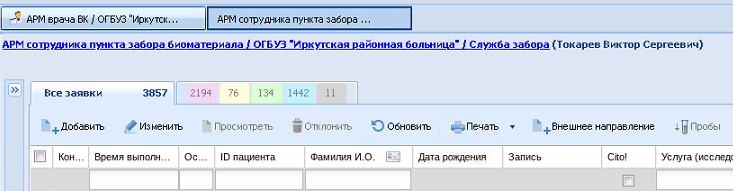 АРМ врача ВК / ОГБУЗ "Иркутск... АРМ сотрудника пункта забора ...
АРМ сотрудника пункта забора биоматериала / ОГБУЗ "Иркутская районная больница" / Служба забора (Токарев Виктор Сергеевич)
Все заявки 3857 2194 76 134 1442 11
Добавить Изменить Просмотреть Отклонить Обновить Печать Внешнее направление Пробы
Кон... Время выполн... Ос... ID пациента Фамилия И.О. Дата рождения Запись Cito! Услуга (исследо